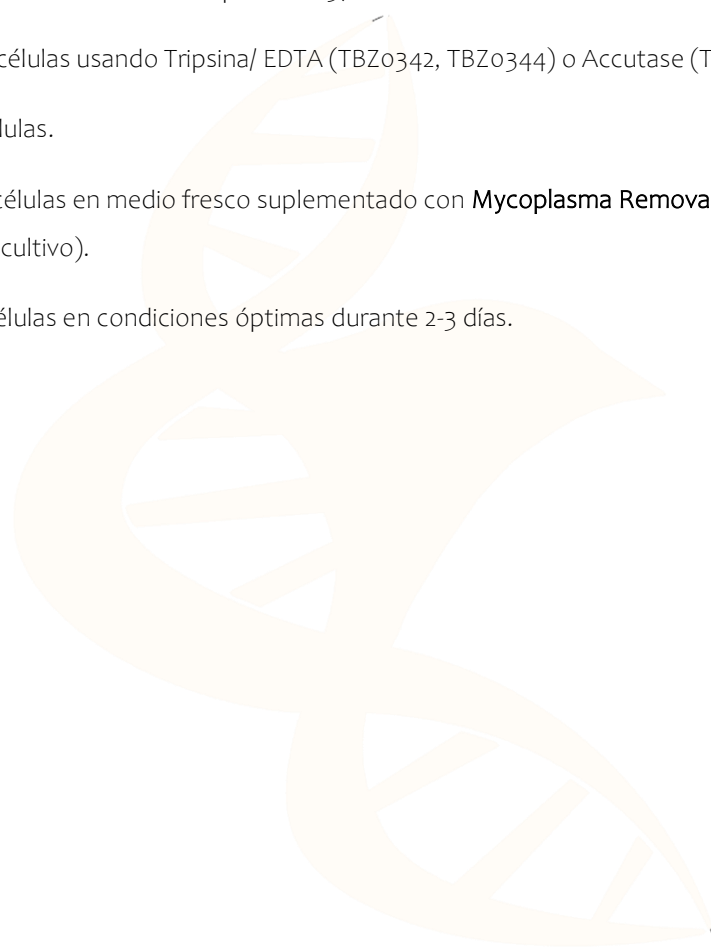 células usando Tripsina/ EDTA (TBZ0342, TBZ0344) o Accutase (T
lulas.
células en medio fresco suplementado con Mycoplasma Remova
cultivo).
élulas en condiciones óptimas durante 2-3 días.